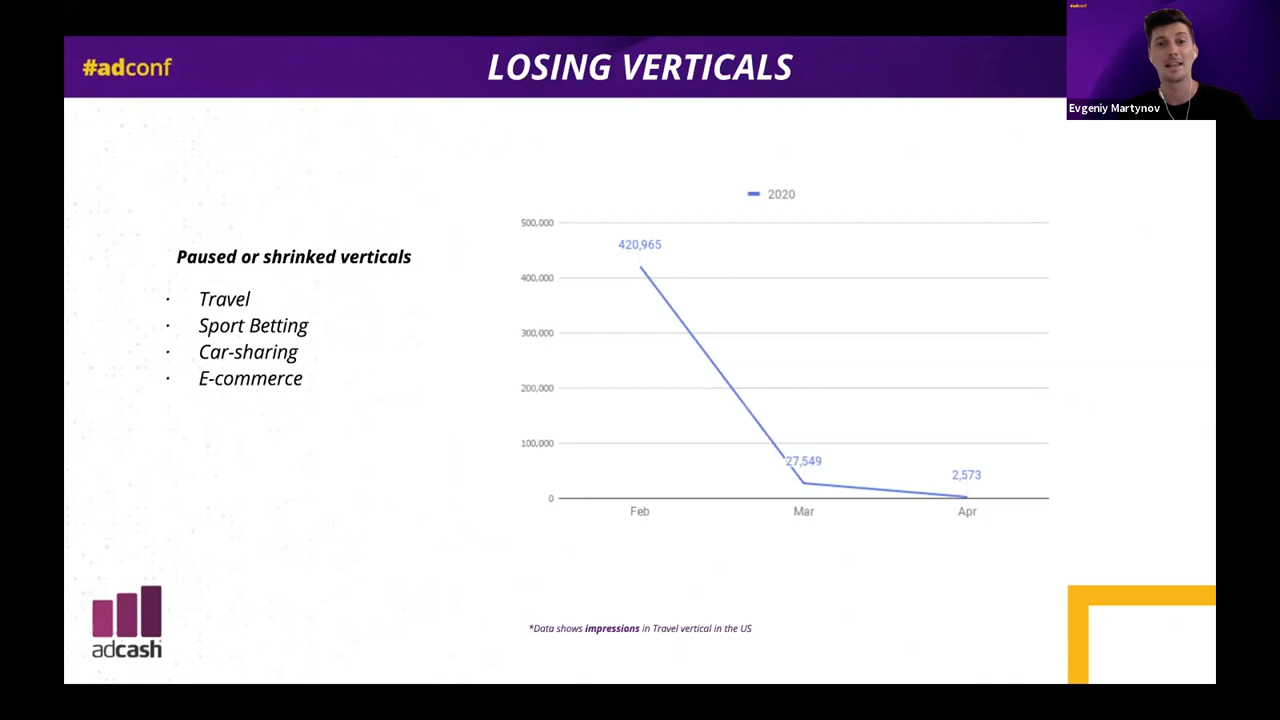 #adconf
LOSING VERTICALS
#adconf
Evgeniy Martynov
Paused or shrinked verticals
· Travel
· Sport Betting
· Car-sharing
· E-commerce
2020
500,000
400,000
300,000
200,000
100,000
0
420,965
27,549
2,573
Feb
Mar
Apr
*Data shows impressions in Travel vertical in the US
adcash